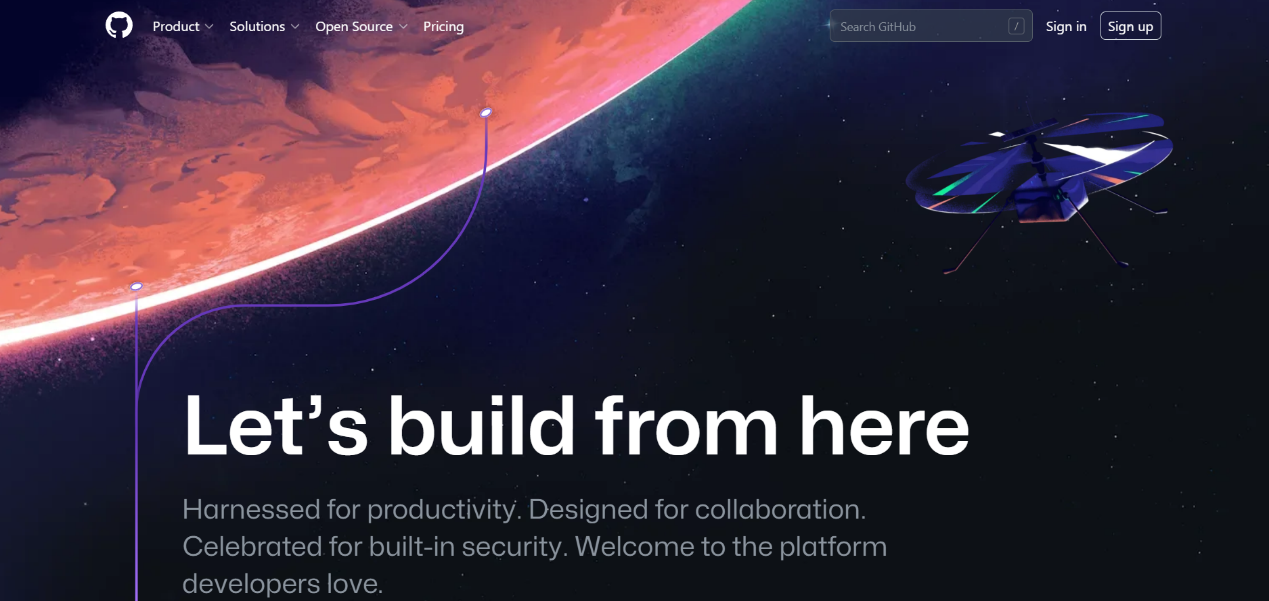 Product Solutions Open Source Pricing Search GitHub / Sign in Sign up
Let’s build from here
Harnessed for productivity. Designed for collaboration.
Celebrated for built-in security. Welcome to the platform
developers love.